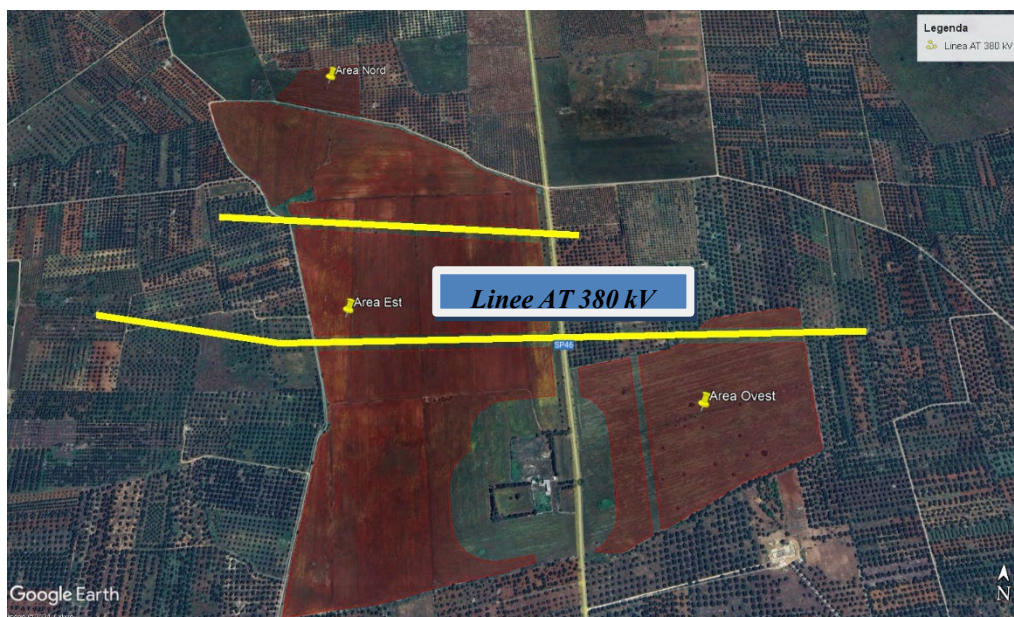 Legenda
Linea AT 380 kV
Area Nord
Linee AT 380 kV
Area Est
SP46
Area Ovest
Google Earth
N